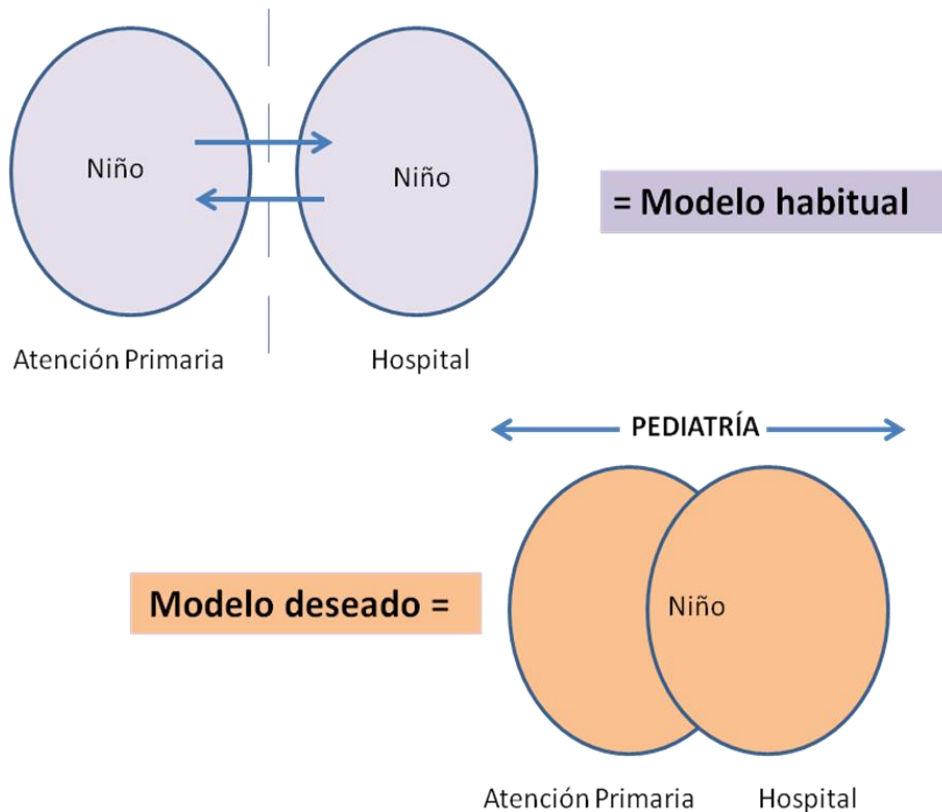 Niño
Niño
= Modelo habitual
Atención Primaria
Hospital
PEDIATRÍA
Modelo deseado =
Niño
Atención Primaria
Hospital